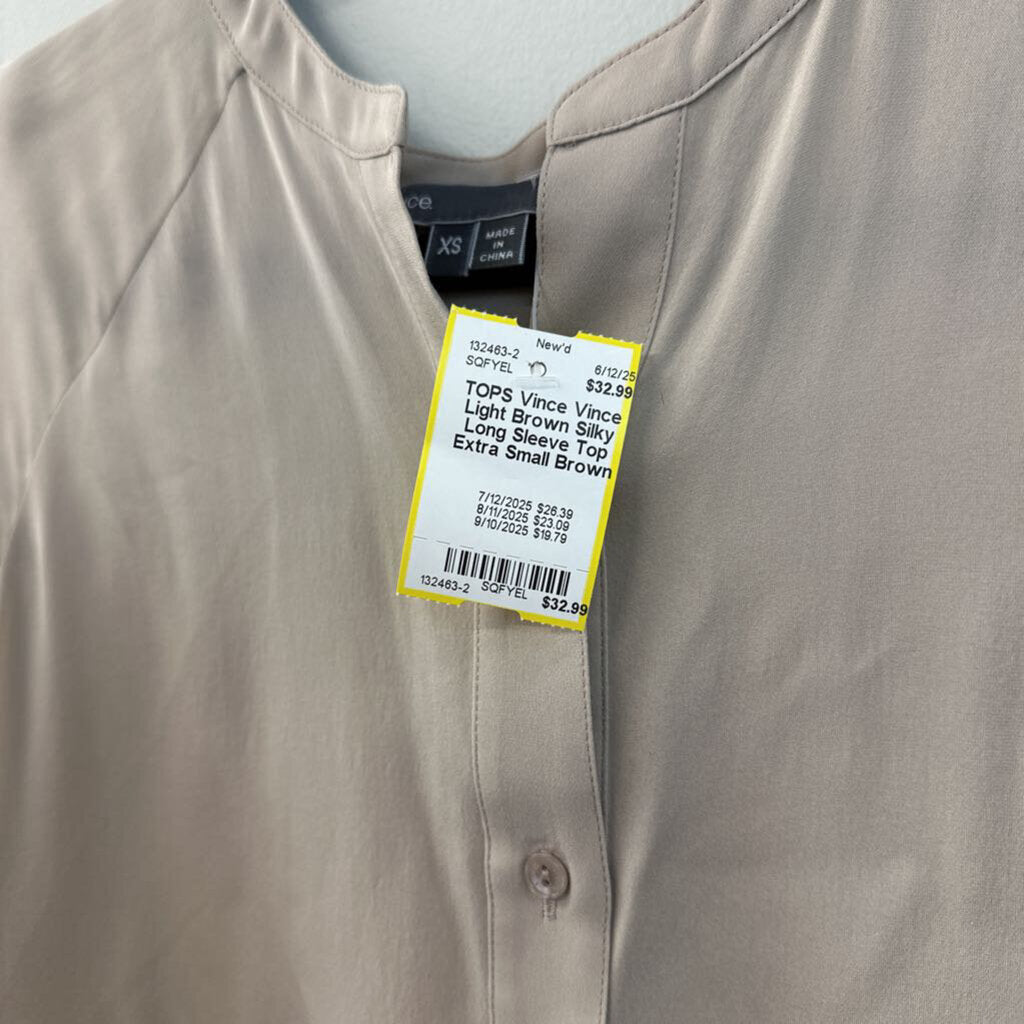 ce.
XS
MADE
IN
CHINA
New'd
132463-2
SQFYEL
6/12/25
$32.99
TOPS Vince Vince
Light Brown Silky
Long Sleeve Top
Extra Small Brown
7/12/2025 $26.39
8/11/2025 $23.09
9/10/2025 $19.79
132463-2 SQFYEL $32.99